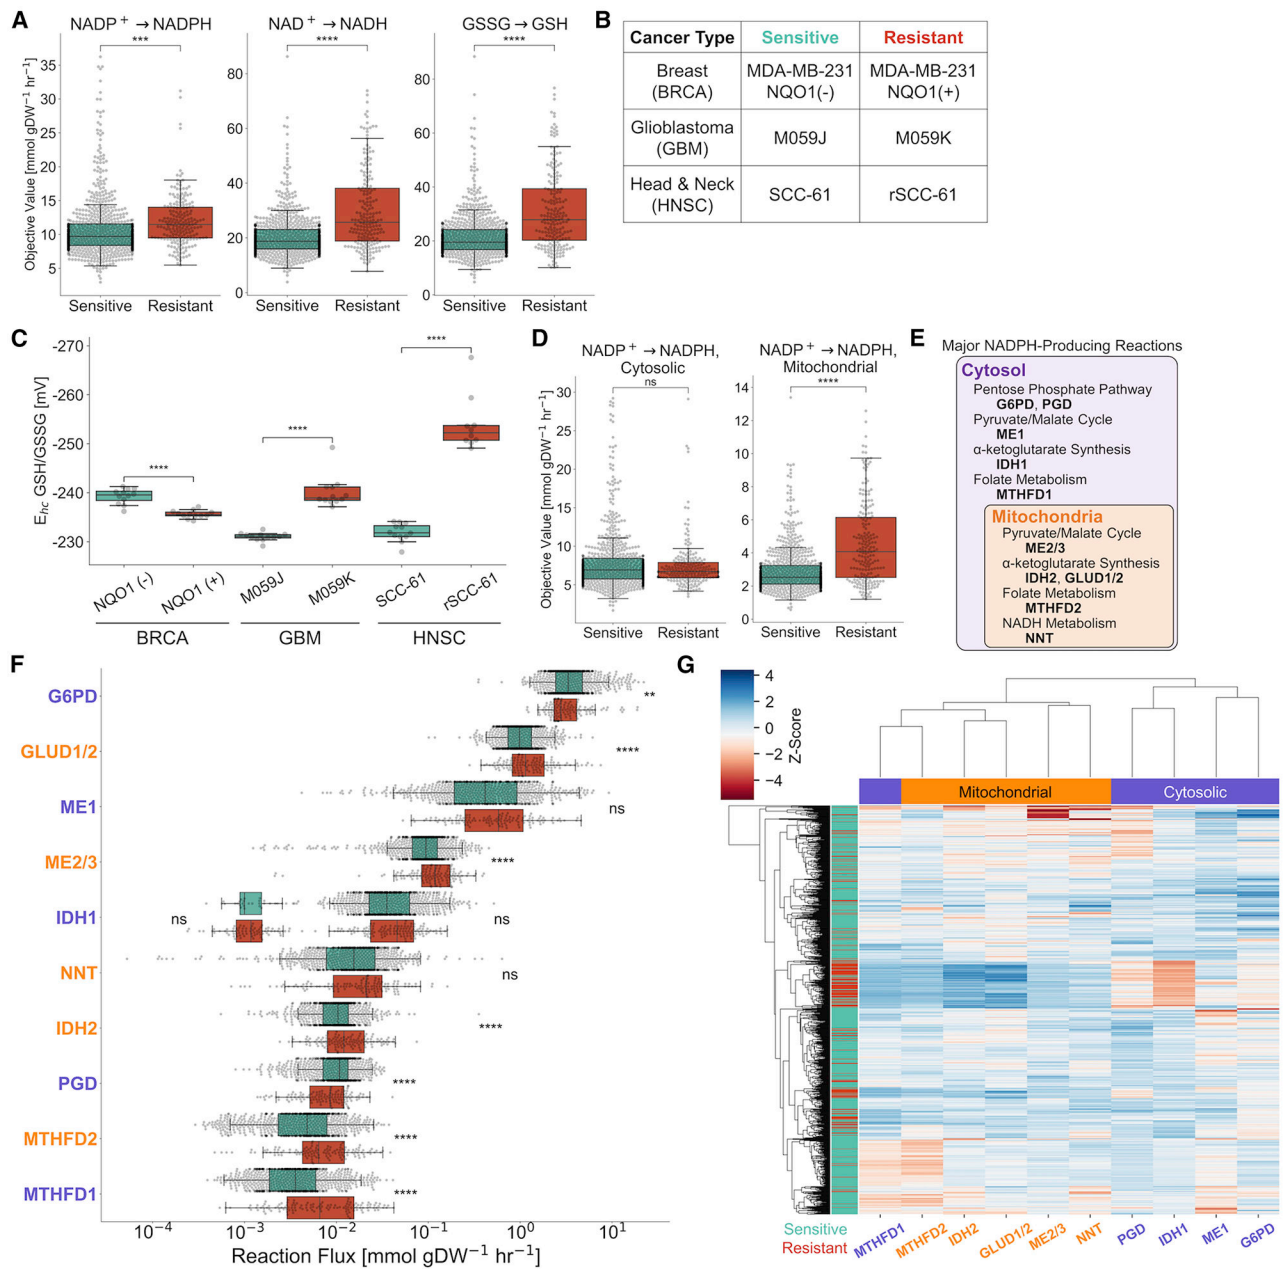 A
NADP⁺ → NADPH
NAD⁺ → NADH
GSSG → GSH
***
****
****
Objective Value [mmol gDW⁻¹ hr⁻¹]
35
30
25
20
15
10
5
80
60
40
20
0
80
60
40
20
0
Sensitive Resistant
Sensitive Resistant
Sensitive Resistant
B
Cancer Type Sensitive Resistant
Breast (BRCA)
MDA-MB-231 NQO1(-)
MDA-MB-231 NQO1(+)
Glioblastoma (GBM)
M059J
M059K
Head & Neck (HNSC)
SCC-61
rSCC-61
C
E_hc GSH/GSSG [mV]
-270
-260
-250
-240
-230
****
****
****
NQO1 (-)
NQO1 (+)
M059J
M059K
SCC-61
rSCC-61
BRCA
GBM
HNSC
D
NADP⁺ → NADPH,
Cytosolic
ns
NADP⁺ → NADPH,
Mitochondrial
****
Objective Value [mmol gDW⁻¹ hr⁻¹]
30
25
20
15
10
5
14
12
10
8
6
4
2
0
Sensitive Resistant
Sensitive Resistant
E
Major NADPH-Producing Reactions
Cytosol
Pentose Phosphate Pathway
G6PD, PGD
Pyruvate/Malate Cycle
ME1
α-ketoglutarate Synthesis
IDH1
Folate Metabolism
MTHFD1
Mitochondria
Pyruvate/Malate Cycle
ME2/3
α-ketoglutarate Synthesis
IDH2, GLUD1/2
Folate Metabolism
MTHFD2
NADH Metabolism
NNT
F
G6PD
**
GLUD1/2
****
ME1
ns
ME2/3
****
IDH1
ns
ns
NNT
ns
IDH2
****
PGD
****
MTHFD2
****
MTHFD1
****
10⁻⁴ 10⁻³ 10⁻² 10⁻¹ 10⁰ 10¹
Reaction Flux [mmol gDW⁻¹ hr⁻¹]
G
4
2
0
−2
−4
Z-Score
Mitochondrial
Cytosolic
Sensitive
Resistant
MTHFD1
MTHFD2
IDH2
GLUD1/2
ME2/3
NNT
PGD
IDH1
ME1
G6PD